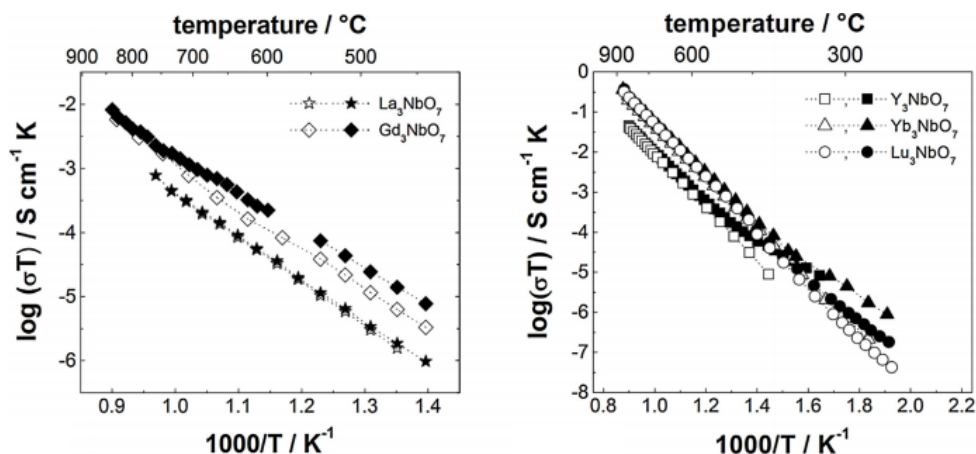 temperature / °C
900 800 700 600 500
log (σT) / S cm⁻¹ K
-2
-3
-4
-5
-6
La₃NbO₇
Gd₃NbO₇
0.9 1.0 1.1 1.2 1.3 1.4
1000/T / K⁻¹
temperature / °C
900 600 300
log(σT) / S cm⁻¹ K
0
-1
-2
-3
-4
-5
-6
-7
-8
, Y₃NbO₇
, Yb₃NbO₇
, Lu₃NbO₇
0.8 1.0 1.2 1.4 1.6 1.8 2.0 2.2
1000/T / K⁻¹